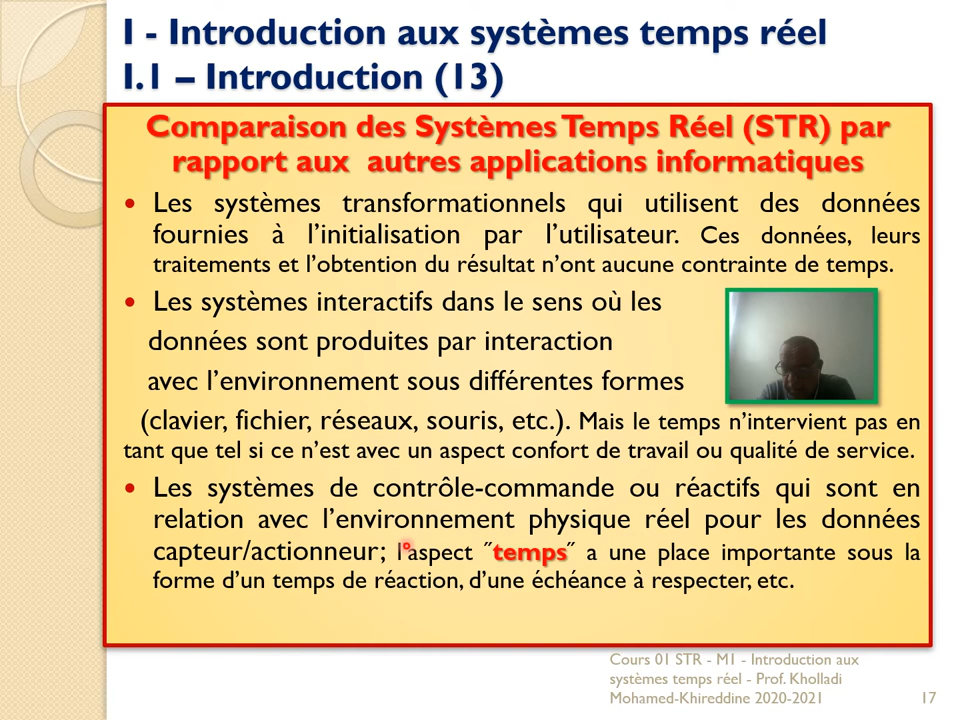 I - Introduction aux systèmes temps réel
I.1 – Introduction (13)
Comparaison des Systèmes Temps Réel (STR) par
rapport aux autres applications informatiques
• Les systèmes transformationnels qui utilisent des données
fournies à l’initialisation par l’utilisateur. Ces données, leurs
traitements et l’obtention du résultat n’ont aucune contrainte de temps.
• Les systèmes interactifs dans le sens où les
données sont produites par interaction
avec l’environnement sous différentes formes
(clavier, fichier, réseaux, souris, etc.). Mais le temps n’intervient pas en
tant que tel si ce n’est avec un aspect confort de travail ou qualité de service.
• Les systèmes de contrôle-commande ou réactifs qui sont en
relation avec l’environnement physique réel pour les données
capteur/actionneur; l’aspect ˝temps˝ a une place importante sous la
forme d’un temps de réaction, d’une échéance à respecter, etc.
Cours 01 STR - M1 - Introduction aux
systèmes temps réel - Prof. Kholladi
Mohamed-Khireddine 2020-2021
17